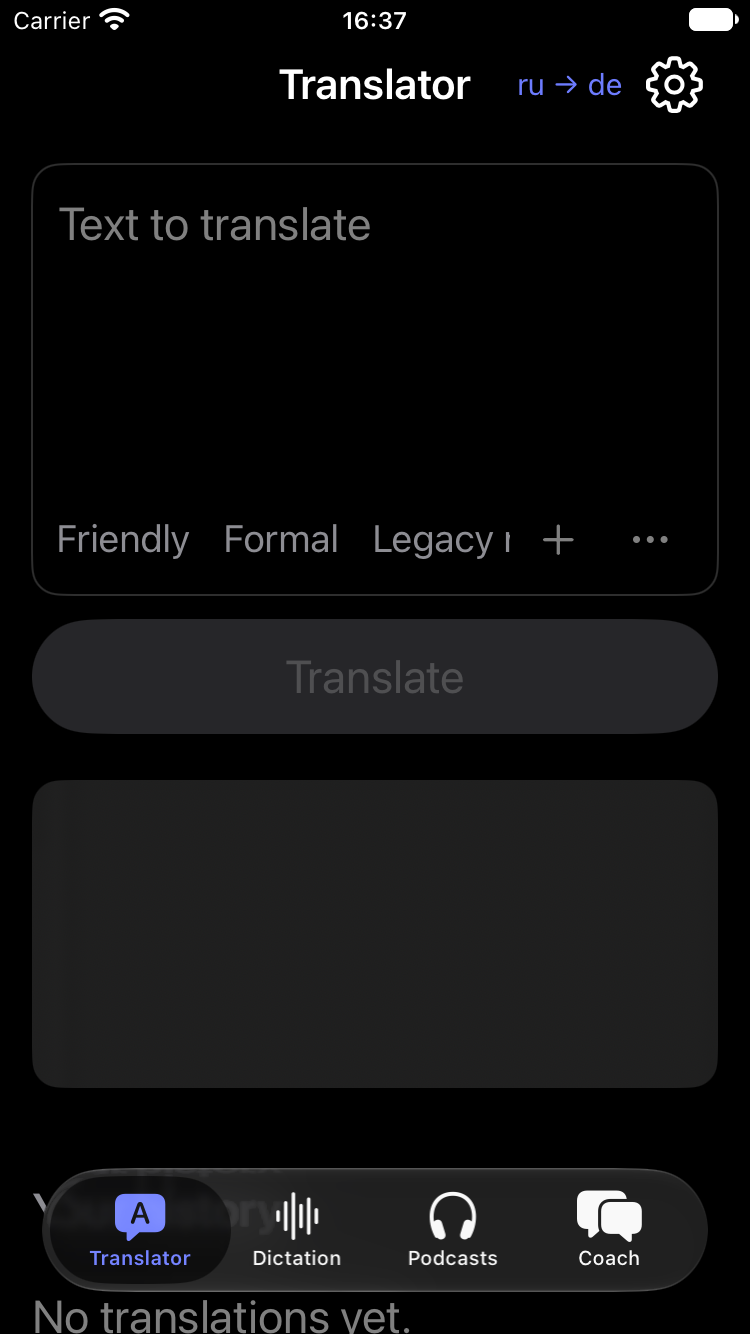 Carrier 16:37
Translator ru → de
Text to translate
Friendly Formal Legacy
Translate
Translator Dictation Podcasts Coach
No translations yet.